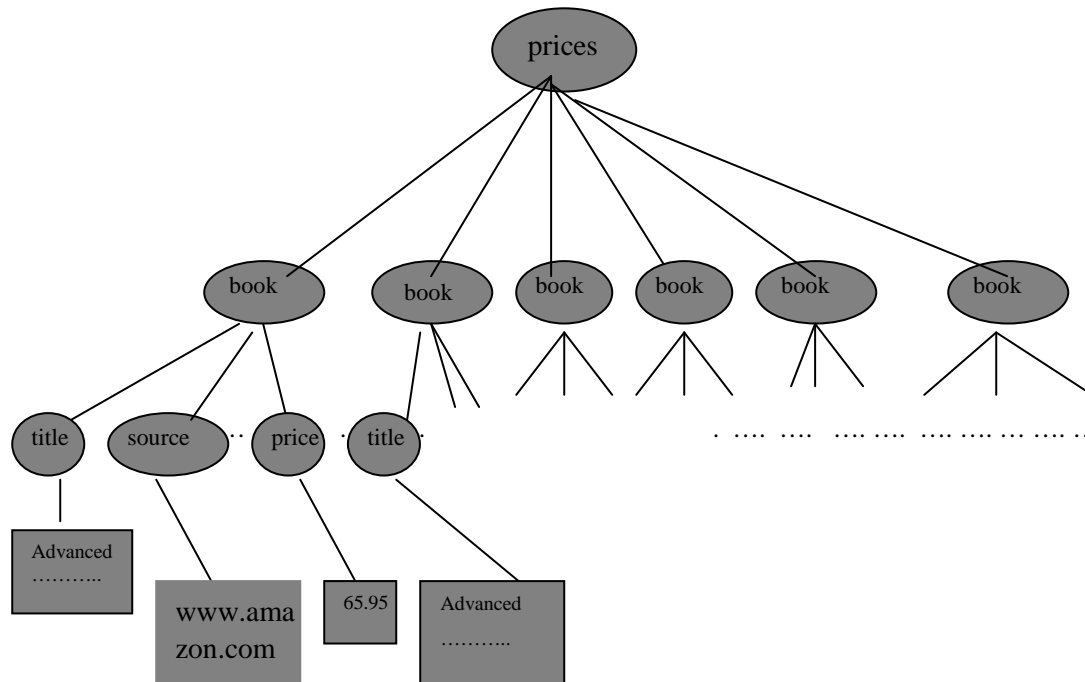 prices
book
book
book
book
book
book
title
source
..
price
.
title
.
. .... .... .... .... .... .... ... .... ..
Advanced
………..
www.ama
zon.com
65.95
Advanced
………..